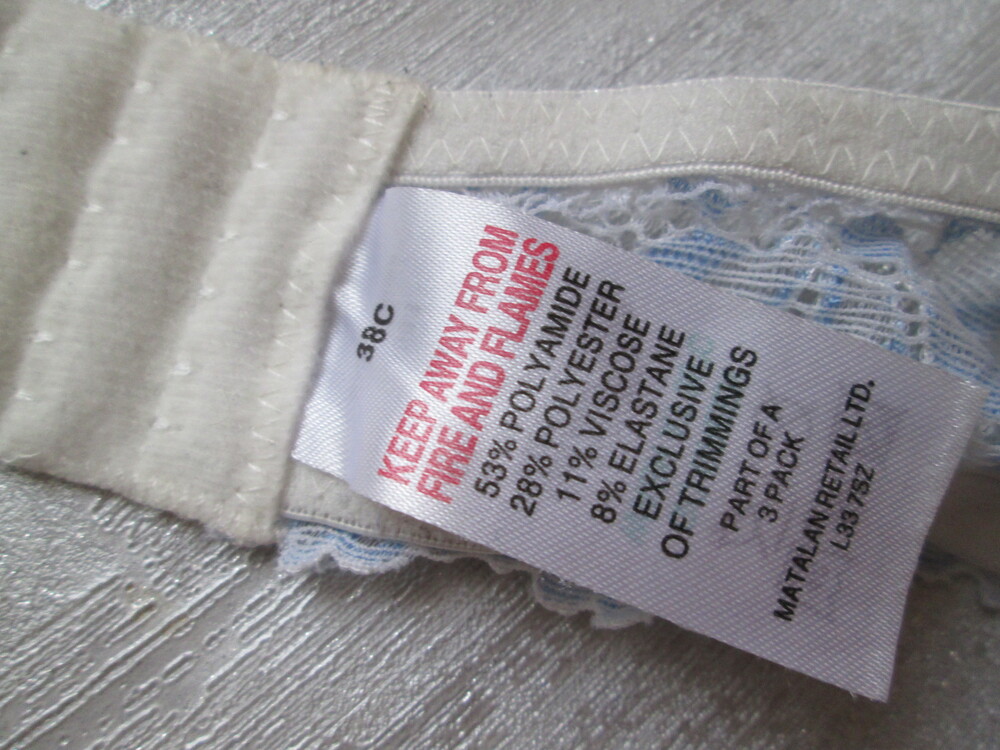 38C
KEEP AWAY FROM
FIRE AND FLAMES
53% POLYAMIDE
28% POLYESTER
11% VISCOSE
8% ELASTANE
EXCLUSIVE
OF TRIMMINGS
PART OF A
3 PACK
MATALAN RETAIL LTD.
L33 7SZ